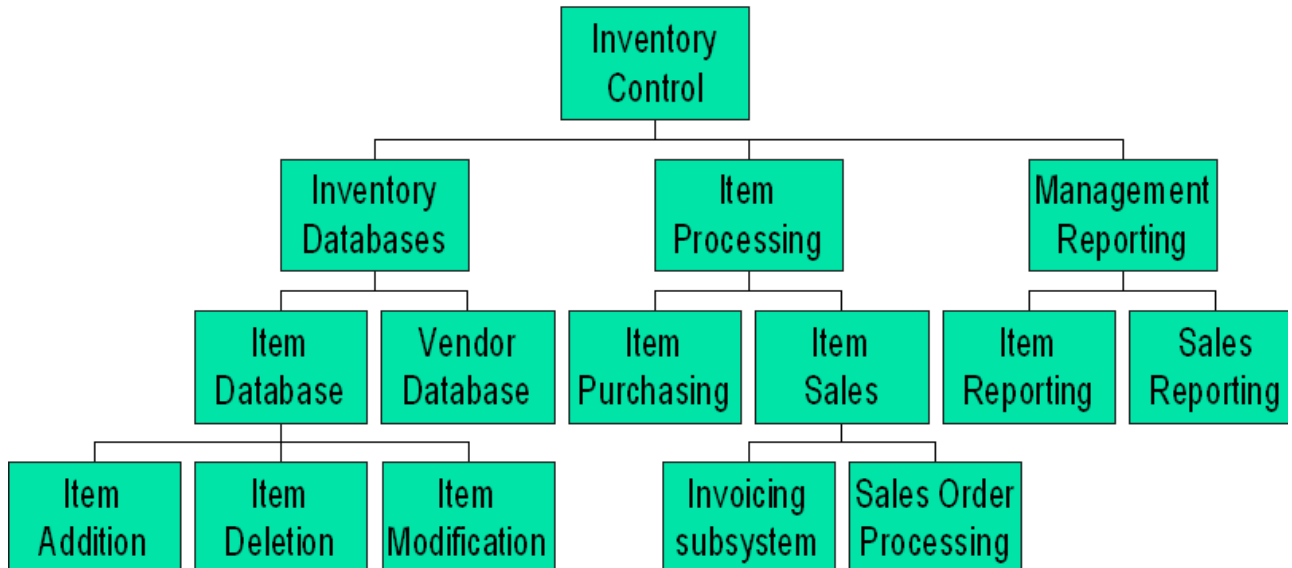 Inventory
Control
Inventory
Databases
Item
Processing
Management
Reporting
Item
Database
Vendor
Database
Item
Purchasing
Item
Sales
Item
Reporting
Sales
Reporting
Item
Addition
Item
Deletion
Item
Modification
Invoicing
subsystem
Sales Order
Processing